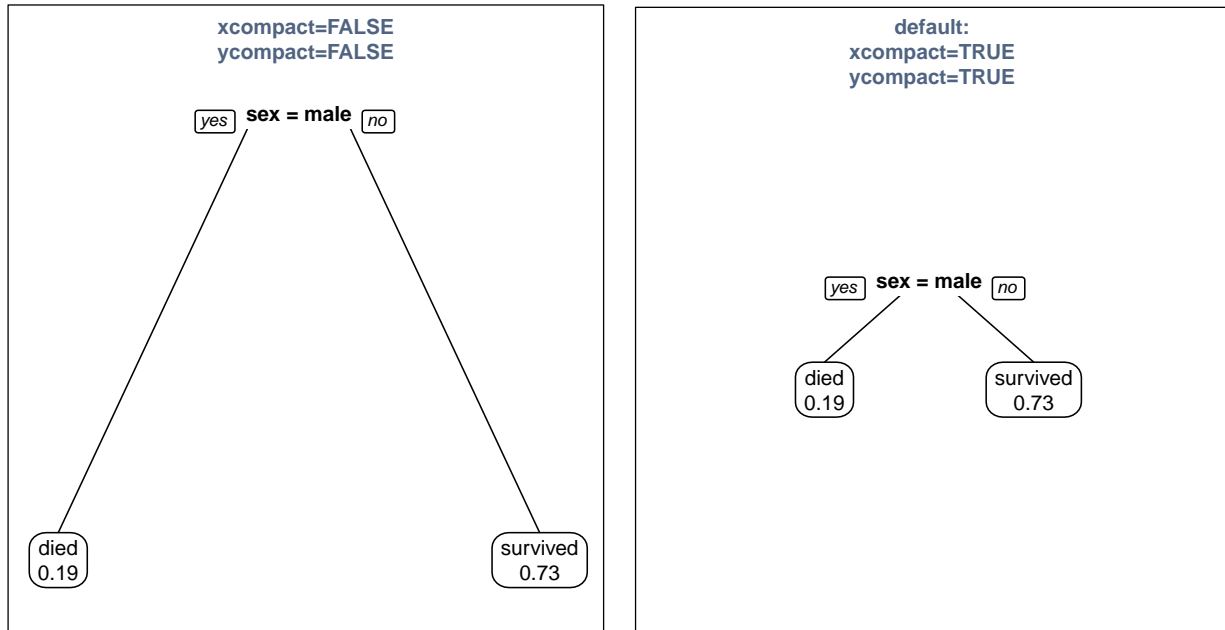 xcompact=FALSE
ycompact=FALSE
yes sex = male no
died
0.19
survived
0.73
default:
xcompact=TRUE
ycompact=TRUE
yes sex = male no
died
0.19
survived
0.73